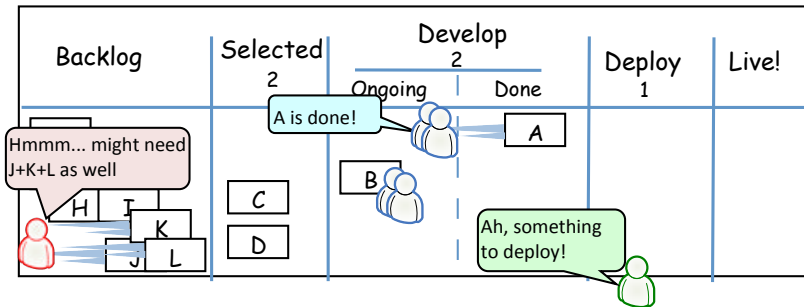 Backlog
Selected
2
Develop
2
Ongoing
Done
Deploy
1
Live!
A is done!
A
Hmmm... might need
J+K+L as well
H
I
K
J
L
C
D
B
Ah, something
to deploy!